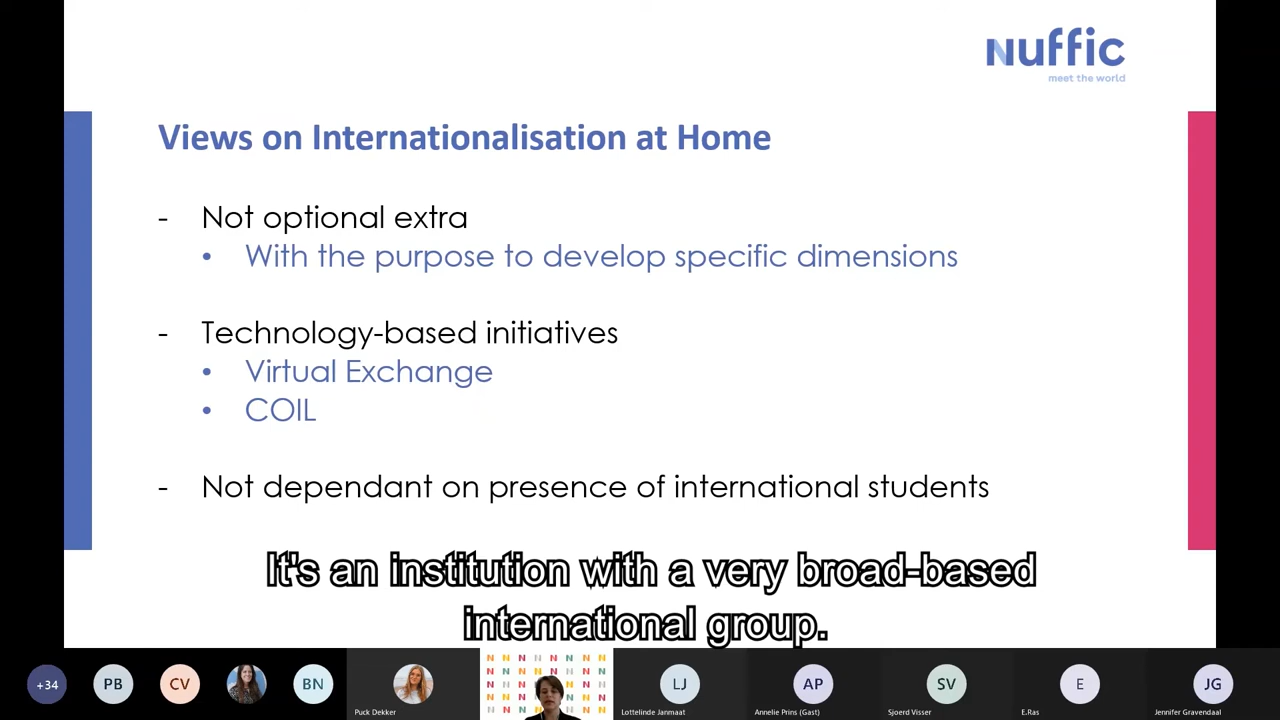 Nuffic
meet the world
Views on Internationalisation at Home
- Not optional extra
• With the purpose to develop specific dimensions
- Technology-based initiatives
• Virtual Exchange
• COIL
- Not dependant on presence of international students
It's an institution with a very broad-based
international group.
+34
PB
CV
BN
LJ
AP
SV
E
JG
Puck Dekker
Lottelinde Janmaat
Annelie Prins (Gast)
Sjoerd Visser
E.Ras
Jennifer Gravendaal